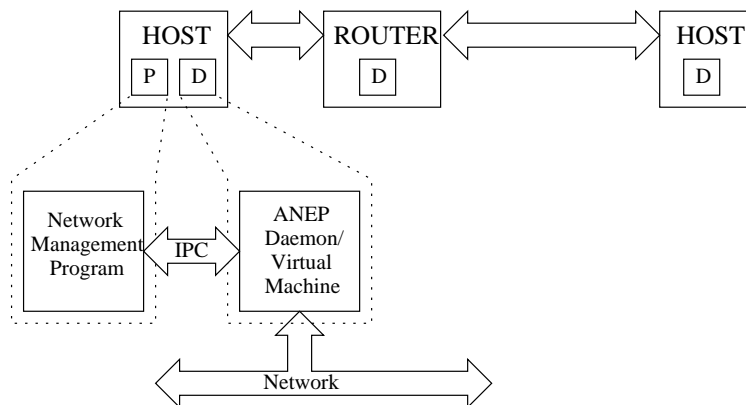 HOST
ROUTER
HOST
P
D
D
D
Network
Management
Program
IPC
ANEP
Daemon/
Virtual
Machine
Network